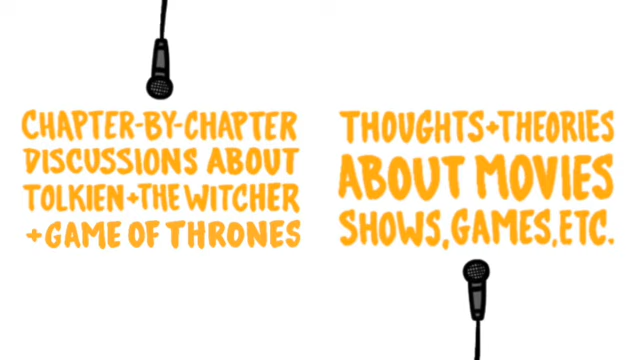 CHAPTER-BY-CHAPTER
DISCUSSIONS ABOUT
TOLKIEN+THE WITCHER
+GAME OF THRONES
THOUGHTS+THEORIES
ABOUT MOVIES
SHOWS, GAMES, ETC.